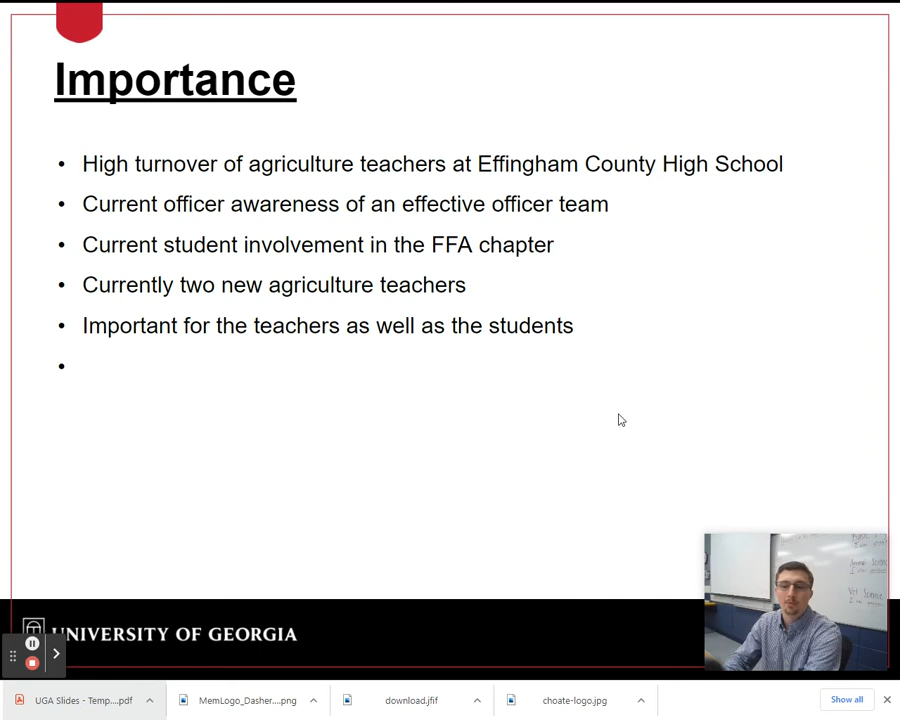 Importance
• High turnover of agriculture teachers at Effingham County High School
• Current officer awareness of an effective officer team
• Current student involvement in the FFA chapter
• Currently two new agriculture teachers
• Important for the teachers as well as the students
•
UNIVERSITY OF GEORGIA
UGA Slides - Temp....pdf
MemLogo_Dasher....png
download.jfif
choate-logo.jpg
Show all